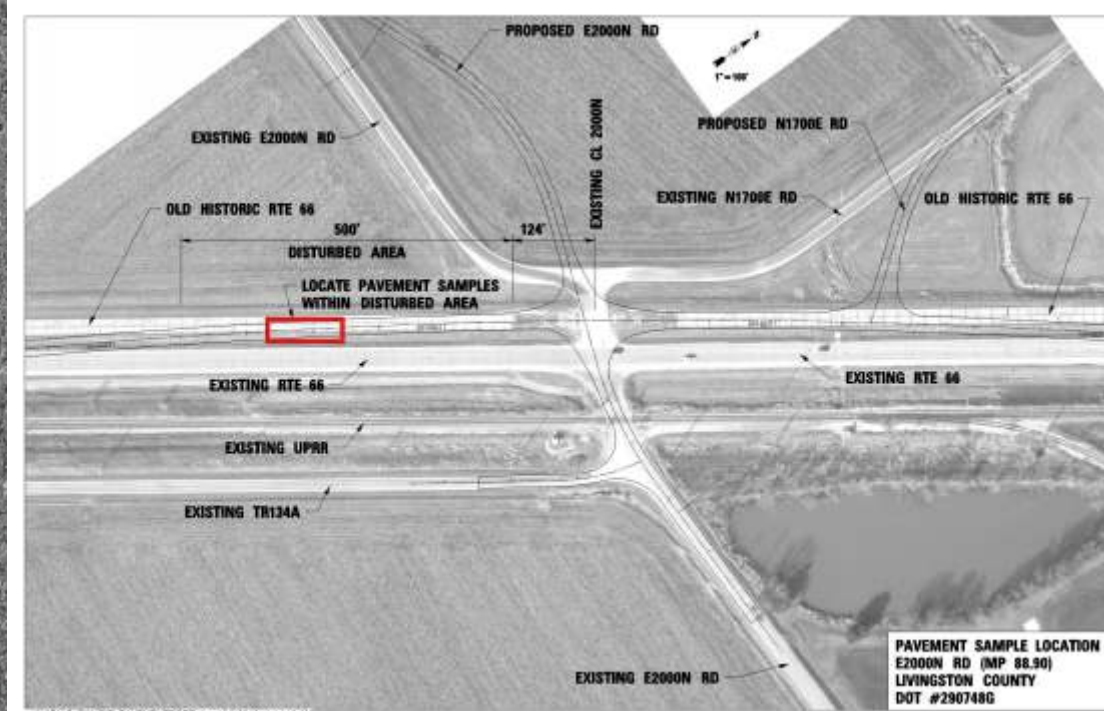 PROPOSED E2000N RD
1"=100'
EXISTING CL 2000N
PROPOSED N1700E RD
EXISTING E2000N RD
EXISTING N1700E RD
OLD HISTORIC RTE 66
OLD HISTORIC RTE 66
500'
124'
DISTURBED AREA
LOCATE PAVEMENT SAMPLES
WITHIN DISTURBED AREA
EXISTING RTE 66
EXISTING RTE 66
EXISTING UPRR
EXISTING TR134A
EXISTING E2000N RD
PAVEMENT SAMPLE LOCATION
E2000N RD (MP 88.90)
LIVINGSTON COUNTY
DOT #290748G